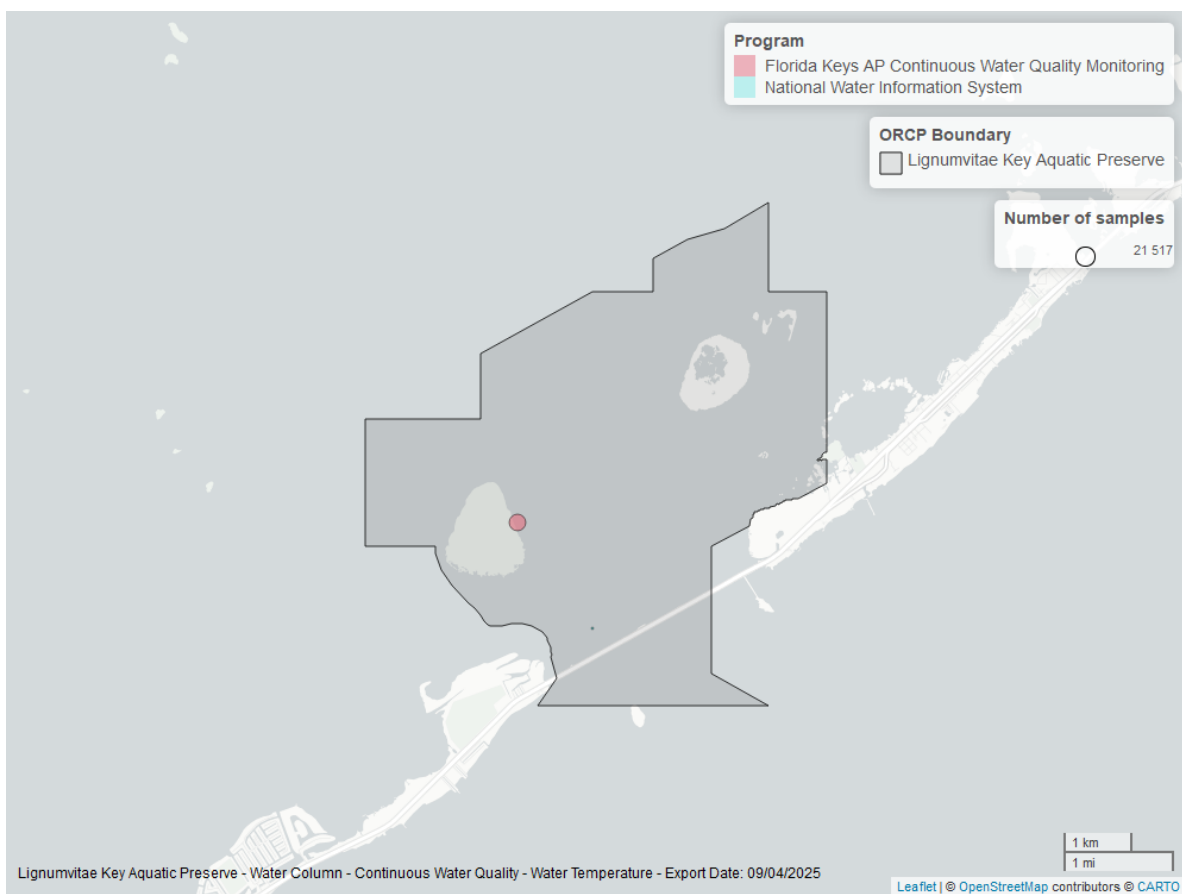 Program
Florida Keys AP Continuous Water Quality Monitoring
National Water Information System
ORCP Boundary
Lignumvitae Key Aquatic Preserve
Number of samples
21 517
Lignumvitae Key Aquatic Preserve - Water Column - Continuous Water Quality - Water Temperature - Export Date: 09/04/2025
1 km
1 mi
Leaflet | © OpenStreetMap contributors © CARTO